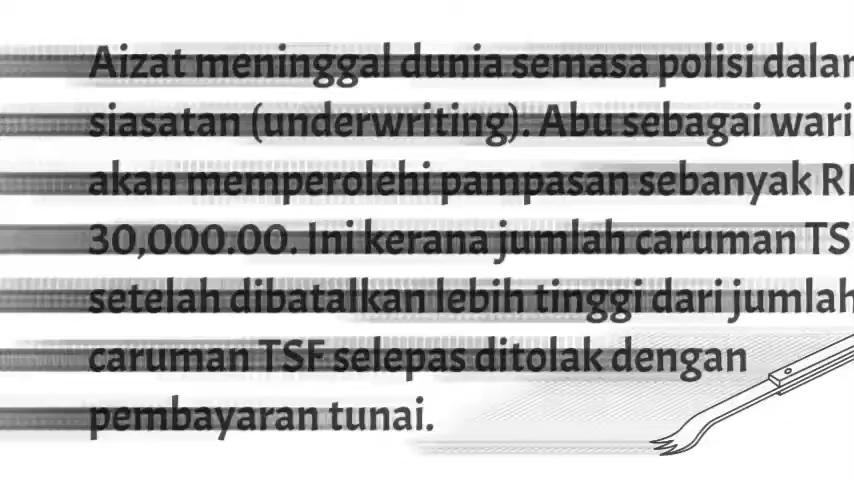 Aizat meninggal dunia semasa polisi dalam
siasatan (underwriting). Abu sebagai wari
akan memperolehi pampasan sebanyak RM
30,000.00. Ini kerana jumlah caruman TS
setelah dibatalkan lebih tinggi dari jumlah
caruman TSF selepas ditolak dengan
pembayaran tunai.